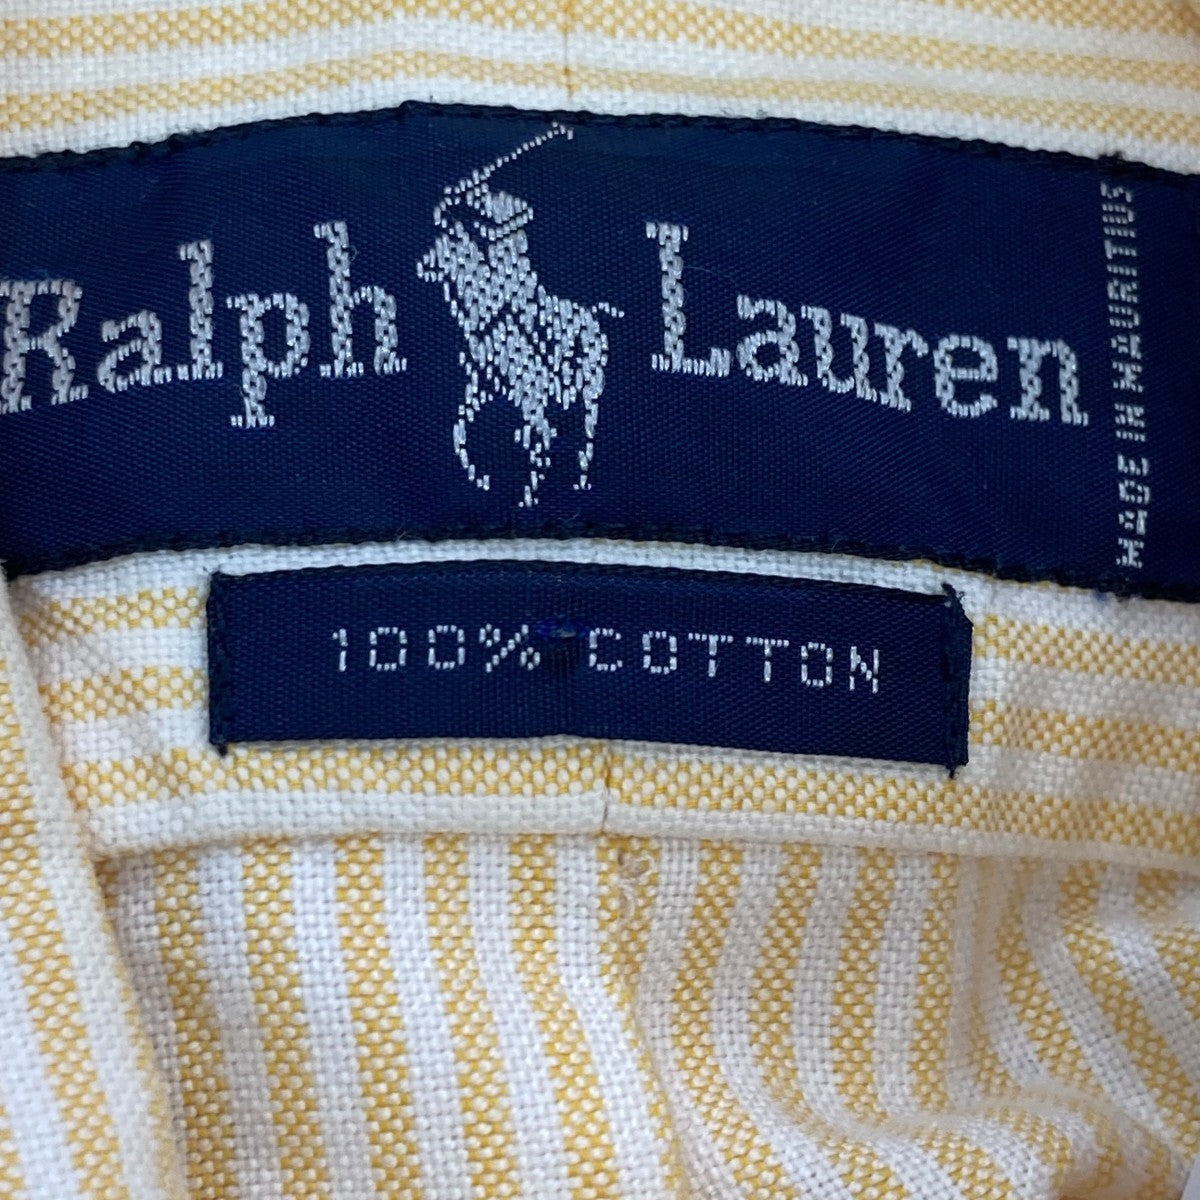 Ralph Lauren
MADE IN MAURITIUS
100% COTTON